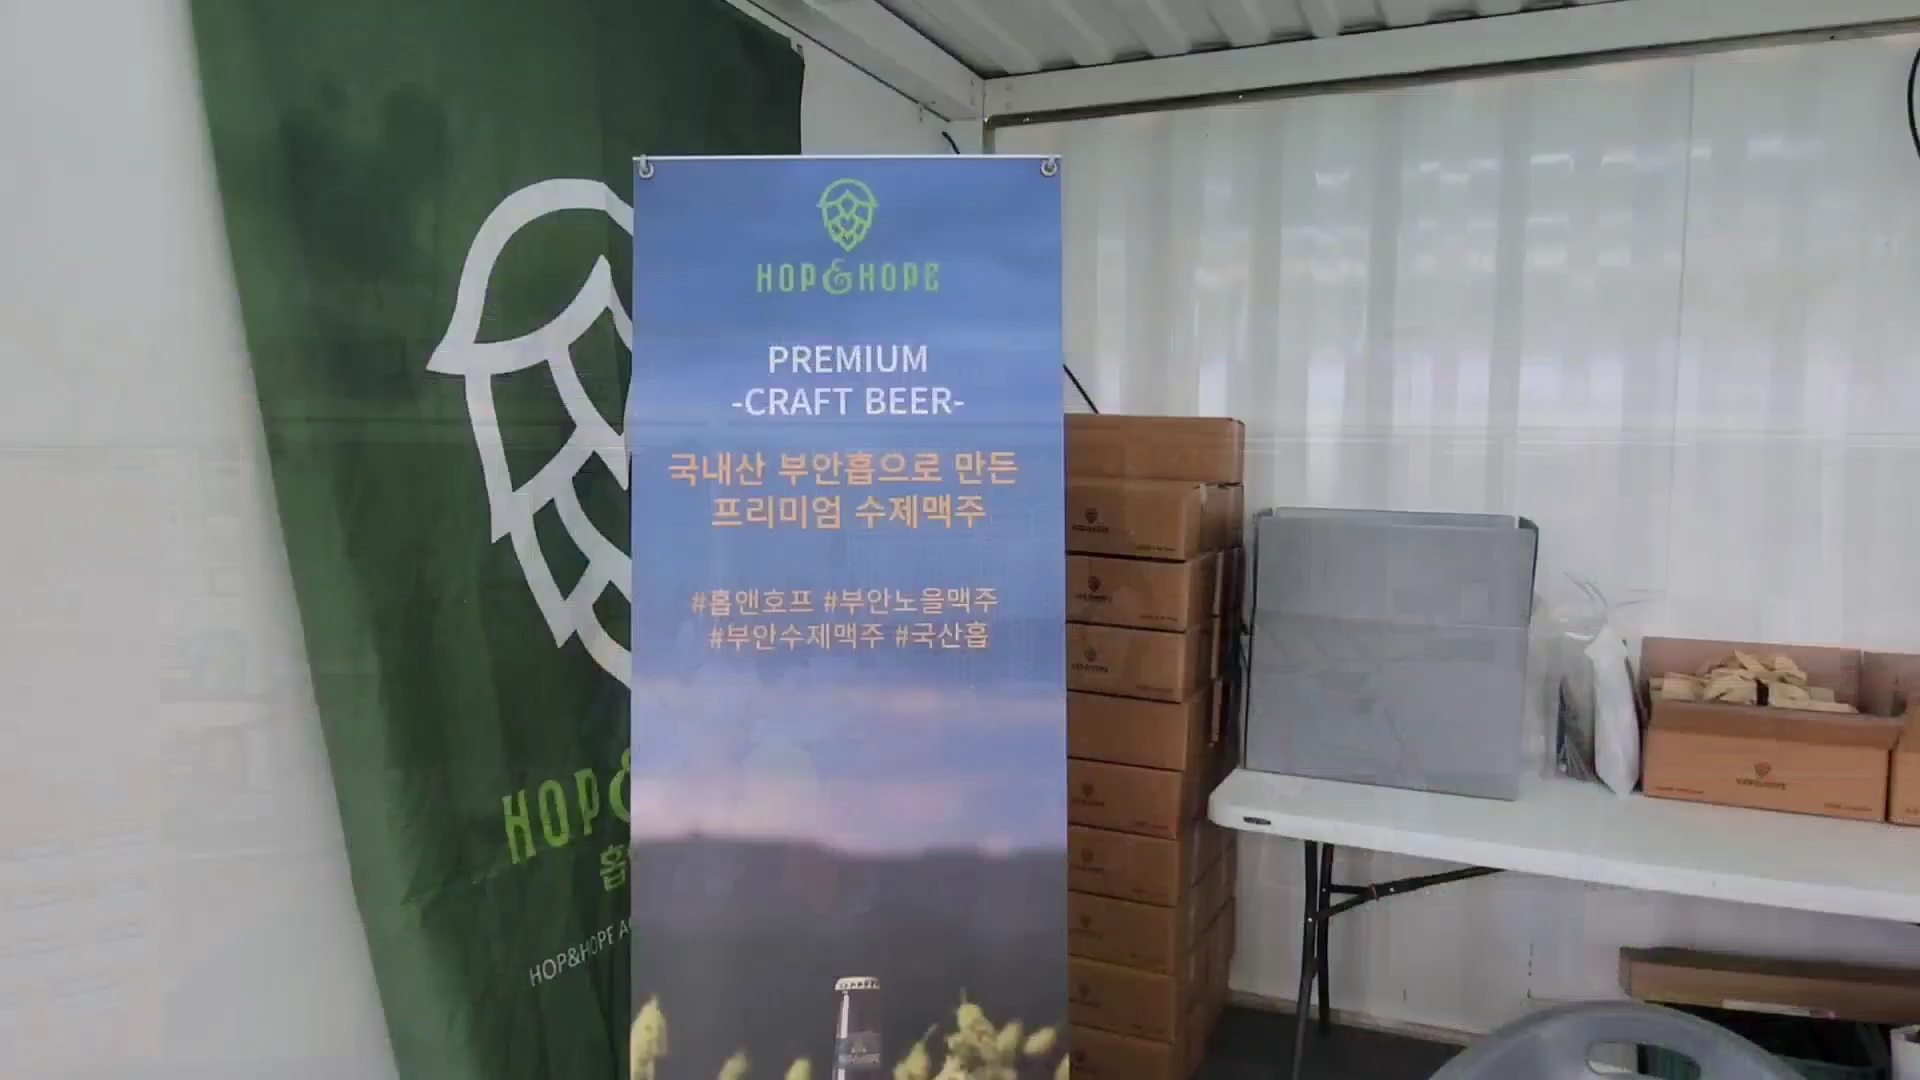 HOP&HOPE
PREMIUM
-CRAFT BEER-
국내산 부안홉으로 만든
프리미엄 수제맥주
#홉앤호프 #부안노을맥주
#부안수제맥주 #국산홉
HOP&
홉
HOP&HOPE